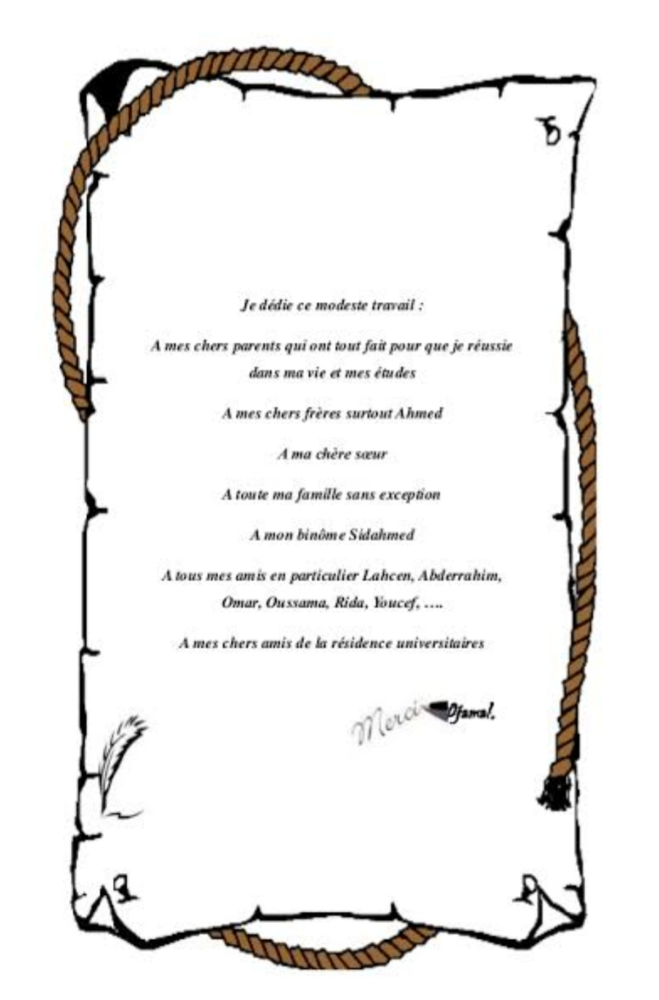 Je dédie ce modeste travail :
A mes chers parents qui ont tout fait pour que je réussie
dans ma vie et mes études
A mes chers frères surtout Ahmed
A ma chère sœur
A toute ma famille sans exception
A mon binôme Sidahmed
A tous mes amis en particulier Lahcen, Abderrahim,
Omar, Oussama, Rida, Youcef, ….
A mes chers amis de la résidence universitaires
Merci Djamal.